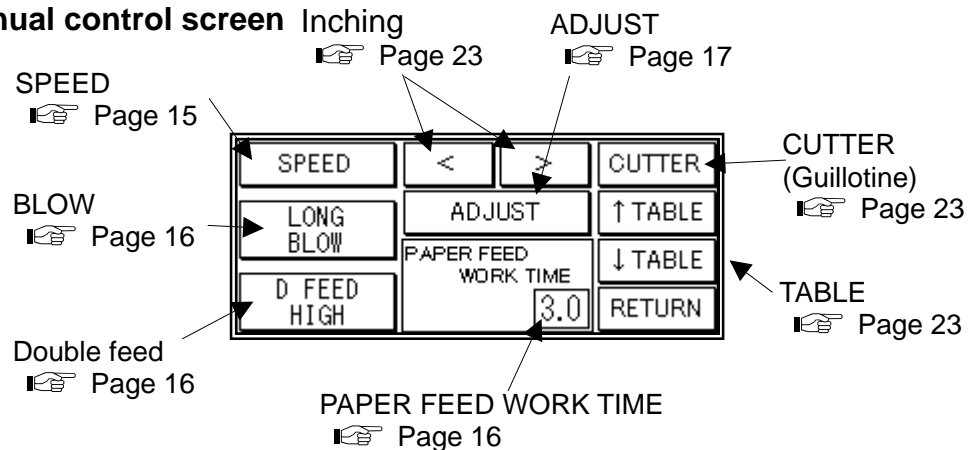 nual control screen
Inching
☞ Page 23
ADJUST
☞ Page 17
SPEED
☞ Page 15
BLOW
☞ Page 16
Double feed
☞ Page 16
SPEED
<
>
CUTTER
LONG
BLOW
ADJUST
↑ TABLE
PAPER FEED
WORK TIME
3.0
↓ TABLE
D FEED
HIGH
RETURN
CUTTER
(Guillotine)
☞ Page 23
TABLE
☞ Page 23
PAPER FEED WORK TIME
☞ Page 16